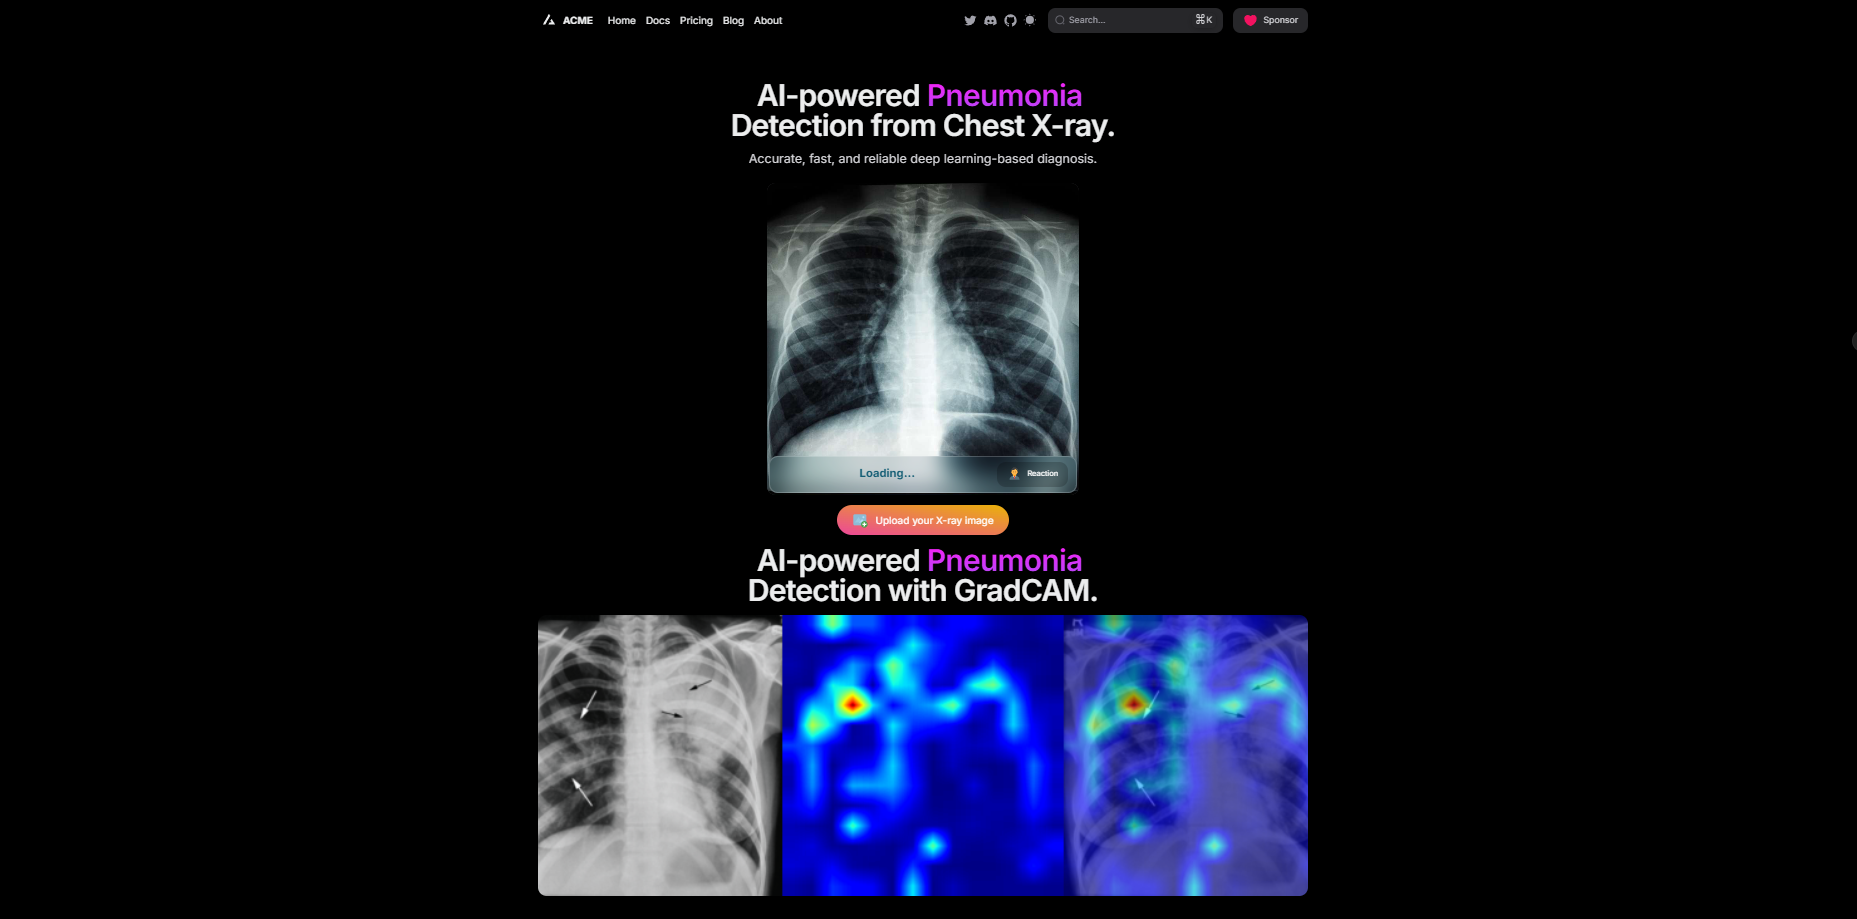 ACME Home Docs Pricing Blog About Search... ⌘K Sponsor
AI-powered Pneumonia
Detection from Chest X-ray.
Accurate, fast, and reliable deep learning-based diagnosis.
Loading... Reaction
Upload your X-ray image
AI-powered Pneumonia
Detection with GradCAM.